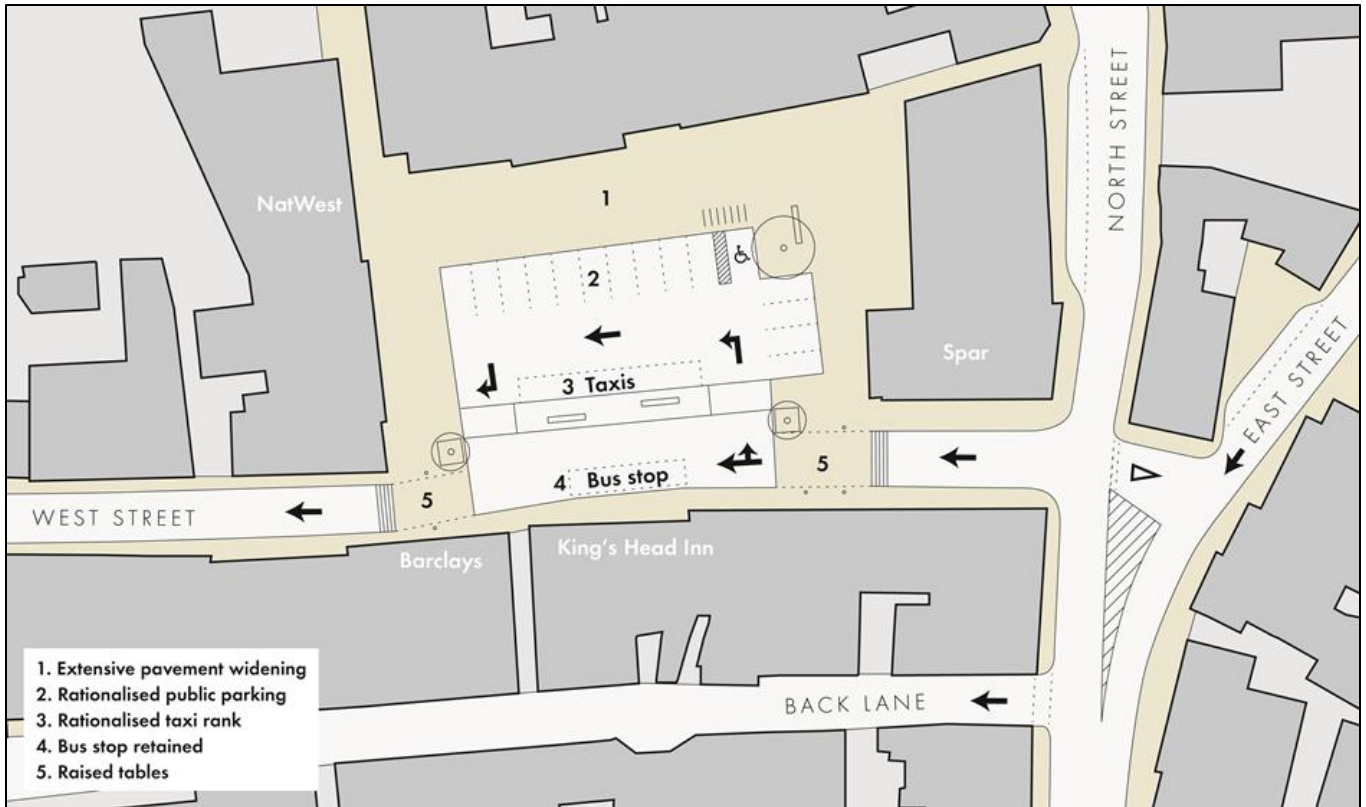 NORTH STREET
NatWest
1
2
EAST STREET
Spar
3 Taxis
5
4 Bus stop
5
WEST STREET
Barclays
King's Head Inn
BACK LANE
1. Extensive pavement widening
2. Rationalised public parking
3. Rationalised taxi rank
4. Bus stop retained
5. Raised tables